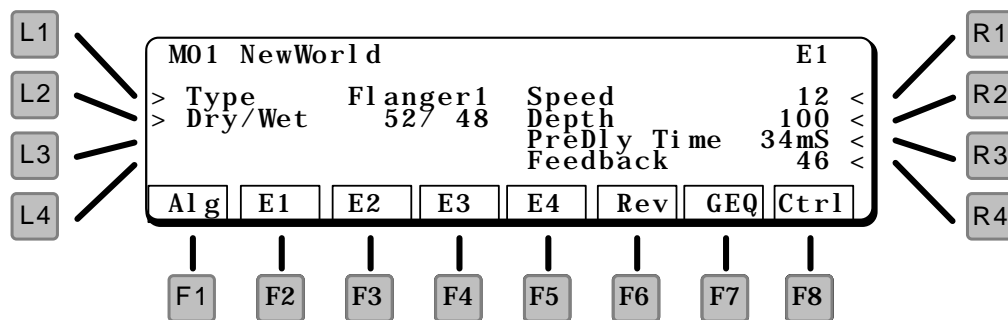 L1
R1
M01 NewWorld E1
L2
R2
> Type Flanger1 Speed 12 <
> Dry/Wet 52/ 48 Depth 100 <
L3
R3
PreDly Time 34mS <
Feedback 46 <
L4
R4
Alg E1 E2 E3 E4 Rev GEQ Ctrl
F1 F2 F3 F4 F5 F6 F7 F8